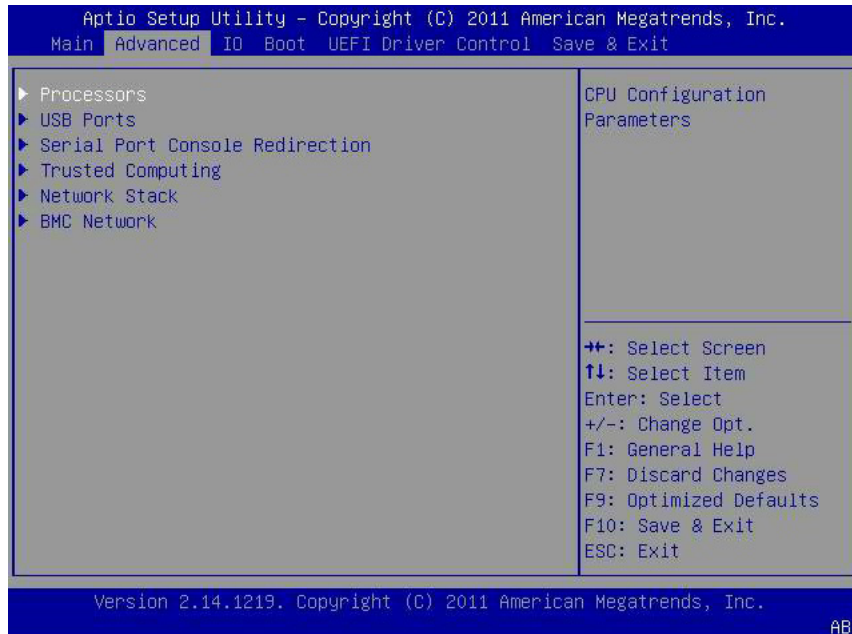 Aptio Setup Utility – Copyright (C) 2011 American Megatrends, Inc.
Main Advanced IO Boot UEFI Driver Control Save & Exit
Processors
USB Ports
Serial Port Console Redirection
Trusted Computing
Network Stack
BMC Network
CPU Configuration
Parameters
→←: Select Screen
↑↓: Select Item
Enter: Select
+/-: Change Opt.
F1: General Help
F7: Discard Changes
F9: Optimized Defaults
F10: Save & Exit
ESC: Exit
Version 2.14.1219. Copyright (C) 2011 American Megatrends, Inc.
AB